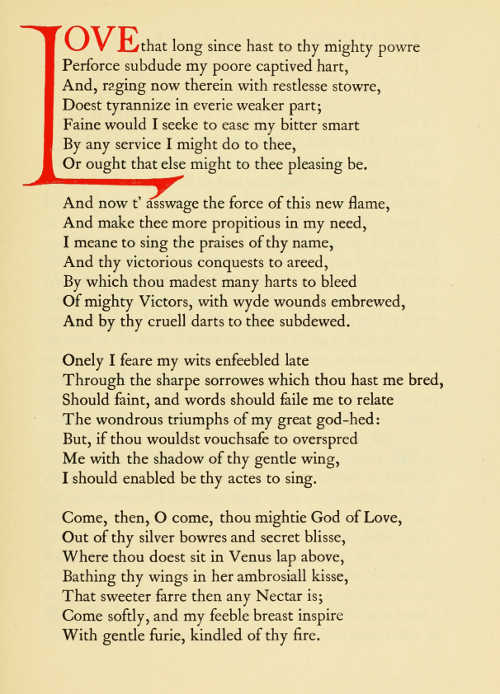 LOVE that long since hast to thy mighty powre
Perforce subdude my poore captived hart,
And, raging now therein with restlesse stowre,
Doest tyrannize in everie weaker part;
Faine would I seeke to ease my bitter smart
By any service I might do to thee,
Or ought that else might to thee pleasing be.
And now t' asswage the force of this new flame,
And make thee more propitious in my need,
I meane to sing the praises of thy name,
And thy victorious conquests to areed,
By which thou madest many harts to bleed
Of mighty Victors, with wyde wounds embrewed,
And by thy cruell darts to thee subdewed.
Onely I feare my wits enfeebled late
Through the sharpe sorrowes which thou hast me bred,
Should faint, and words should faile me to relate
The wondrous triumphs of my great god-hed:
But, if thou wouldst vouchsafe to overspred
Me with the shadow of thy gentle wing,
I should enabled be thy actes to sing.
Come, then, O come, thou mightie God of Love,
Out of thy silver bowres and secret blisse,
Where thou doest sit in Venus lap above,
Bathing thy wings in her ambrosiall kisse,
That sweeter farre then any Nectar is;
Come softly, and my feeble breast inspire
With gentle furie, kindled of thy fire.